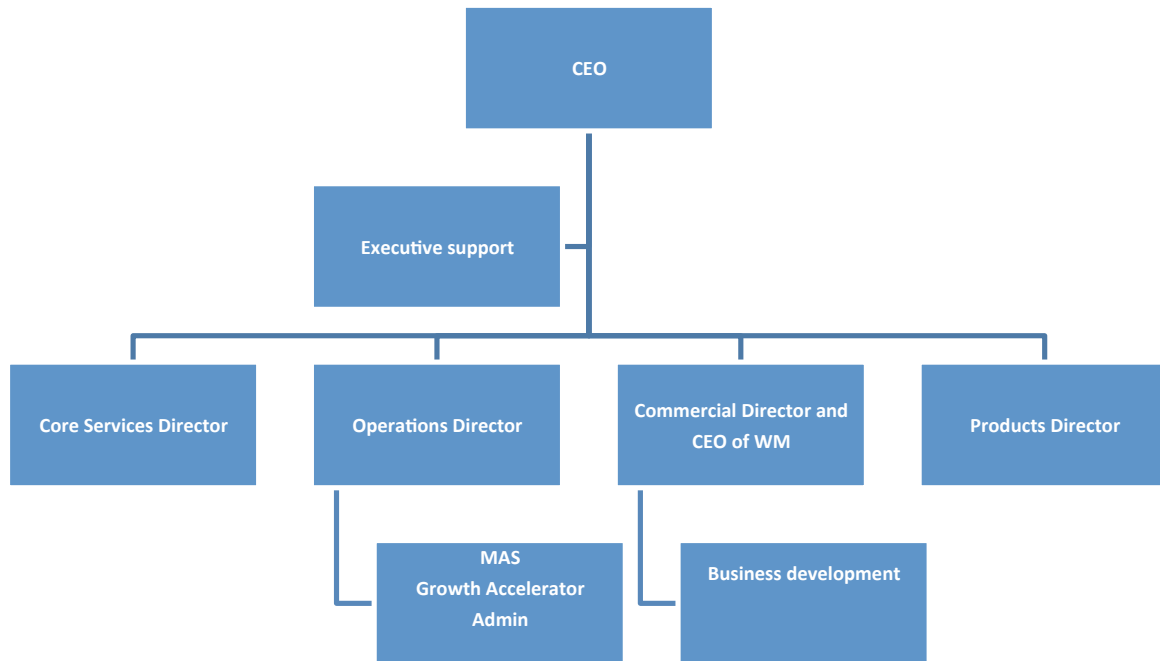 CEO
Executive support
Core Services Director
Operations Director
Commercial Director and
CEO of WM
Products Director
MAS
Growth Accelerator
Admin
Business development